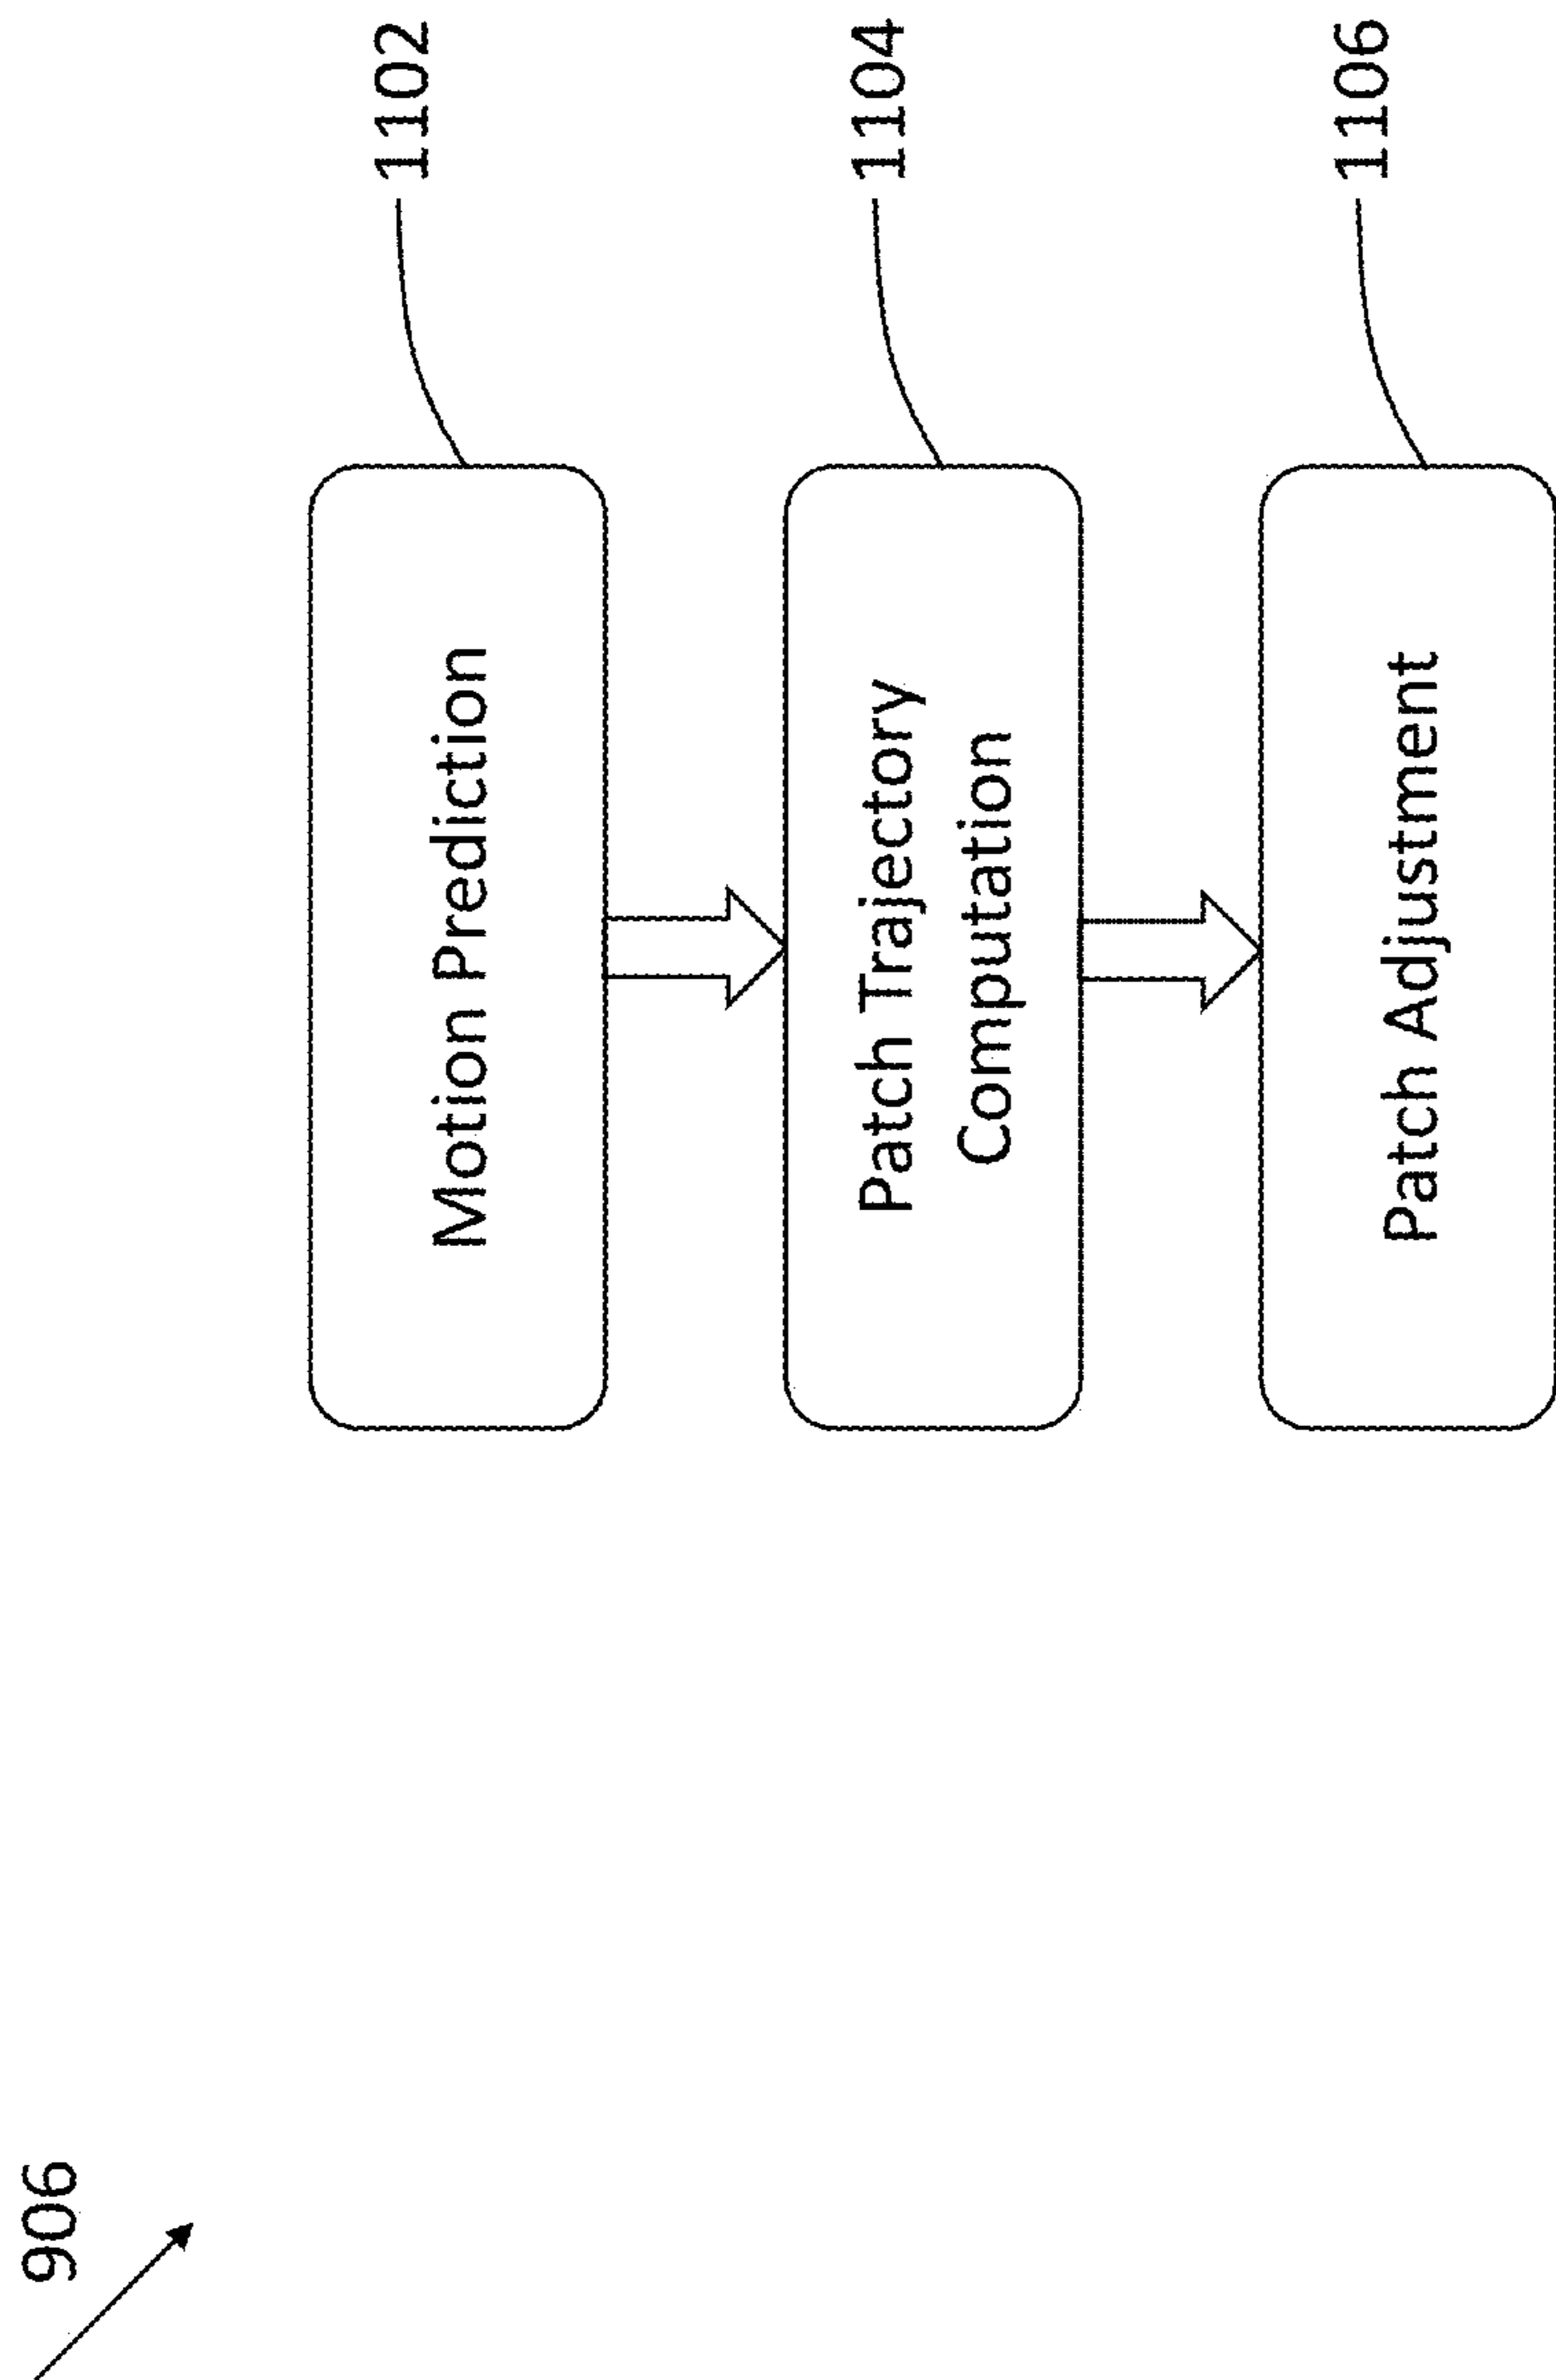 906
Motion Prediction
1102
Patch Trajectory
Computation
1104
Patch Adjustment
1106